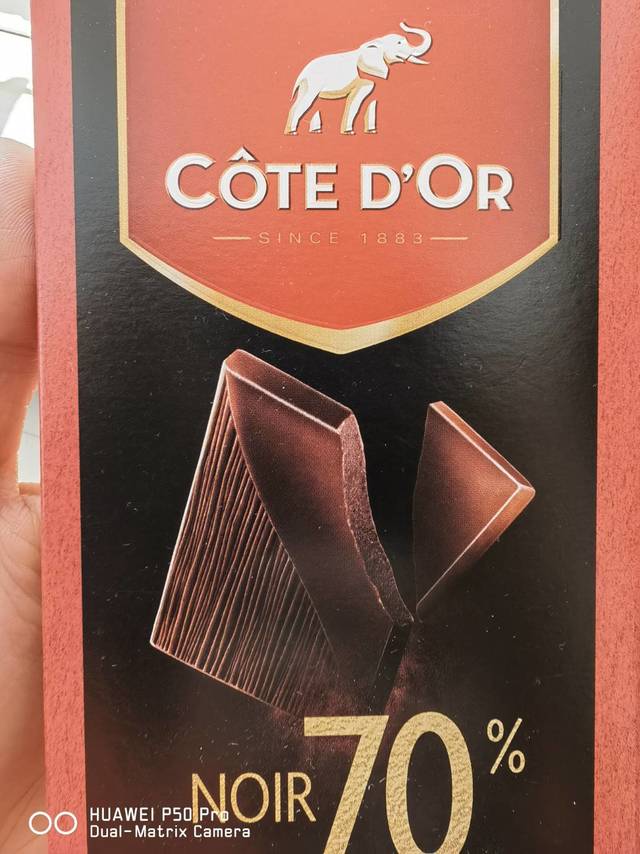 CÔTE D'OR
SINCE 1883
NOIR 70%
HUAWEI P50 Pro
Dual-Matrix Camera